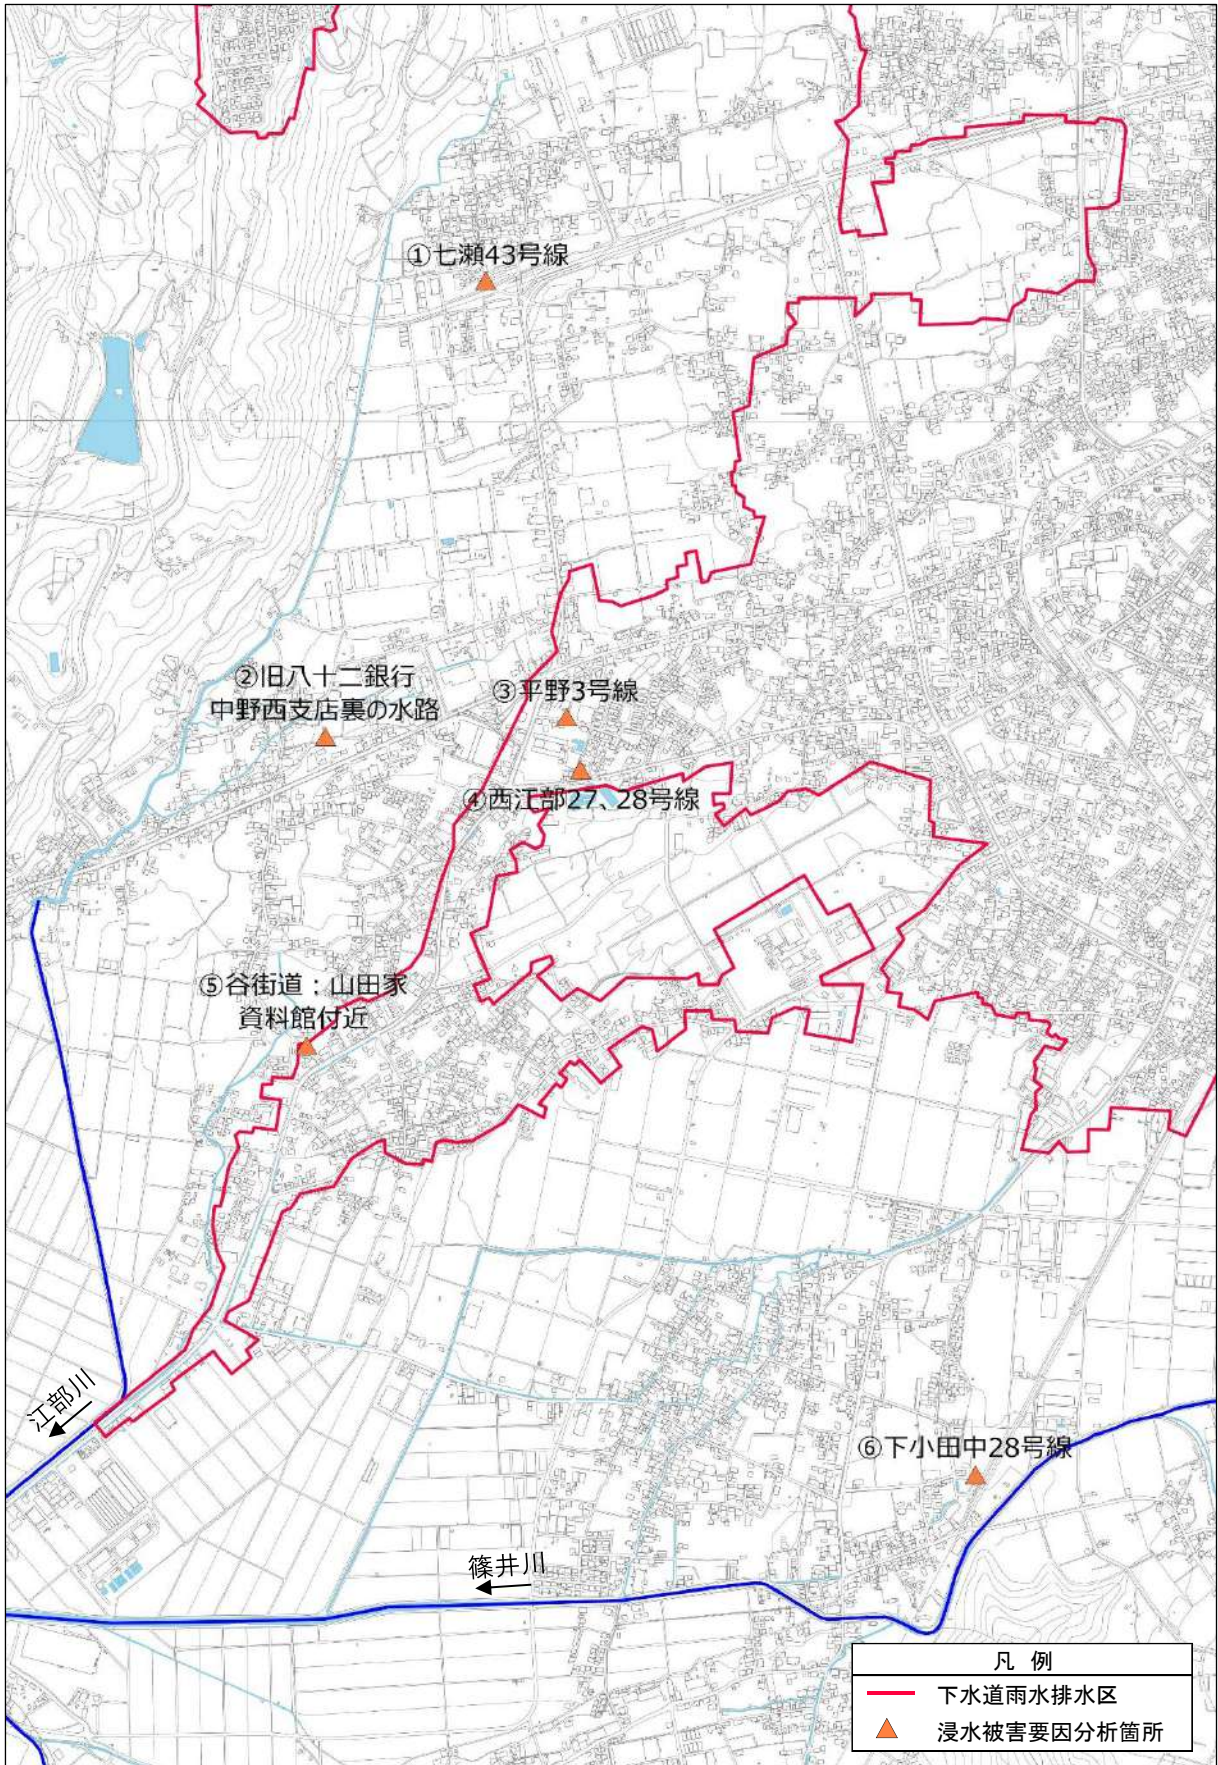 ①七瀬43号線
②旧八十二銀行
中野西支店裏の水路
③平野3号線
④西江部27、28号線
⑤谷街道：山田家
資料館付近
江部川
⑥下小田中28号線
篠井川
凡 例
下水道雨水排水区
浸水被害要因分析箇所